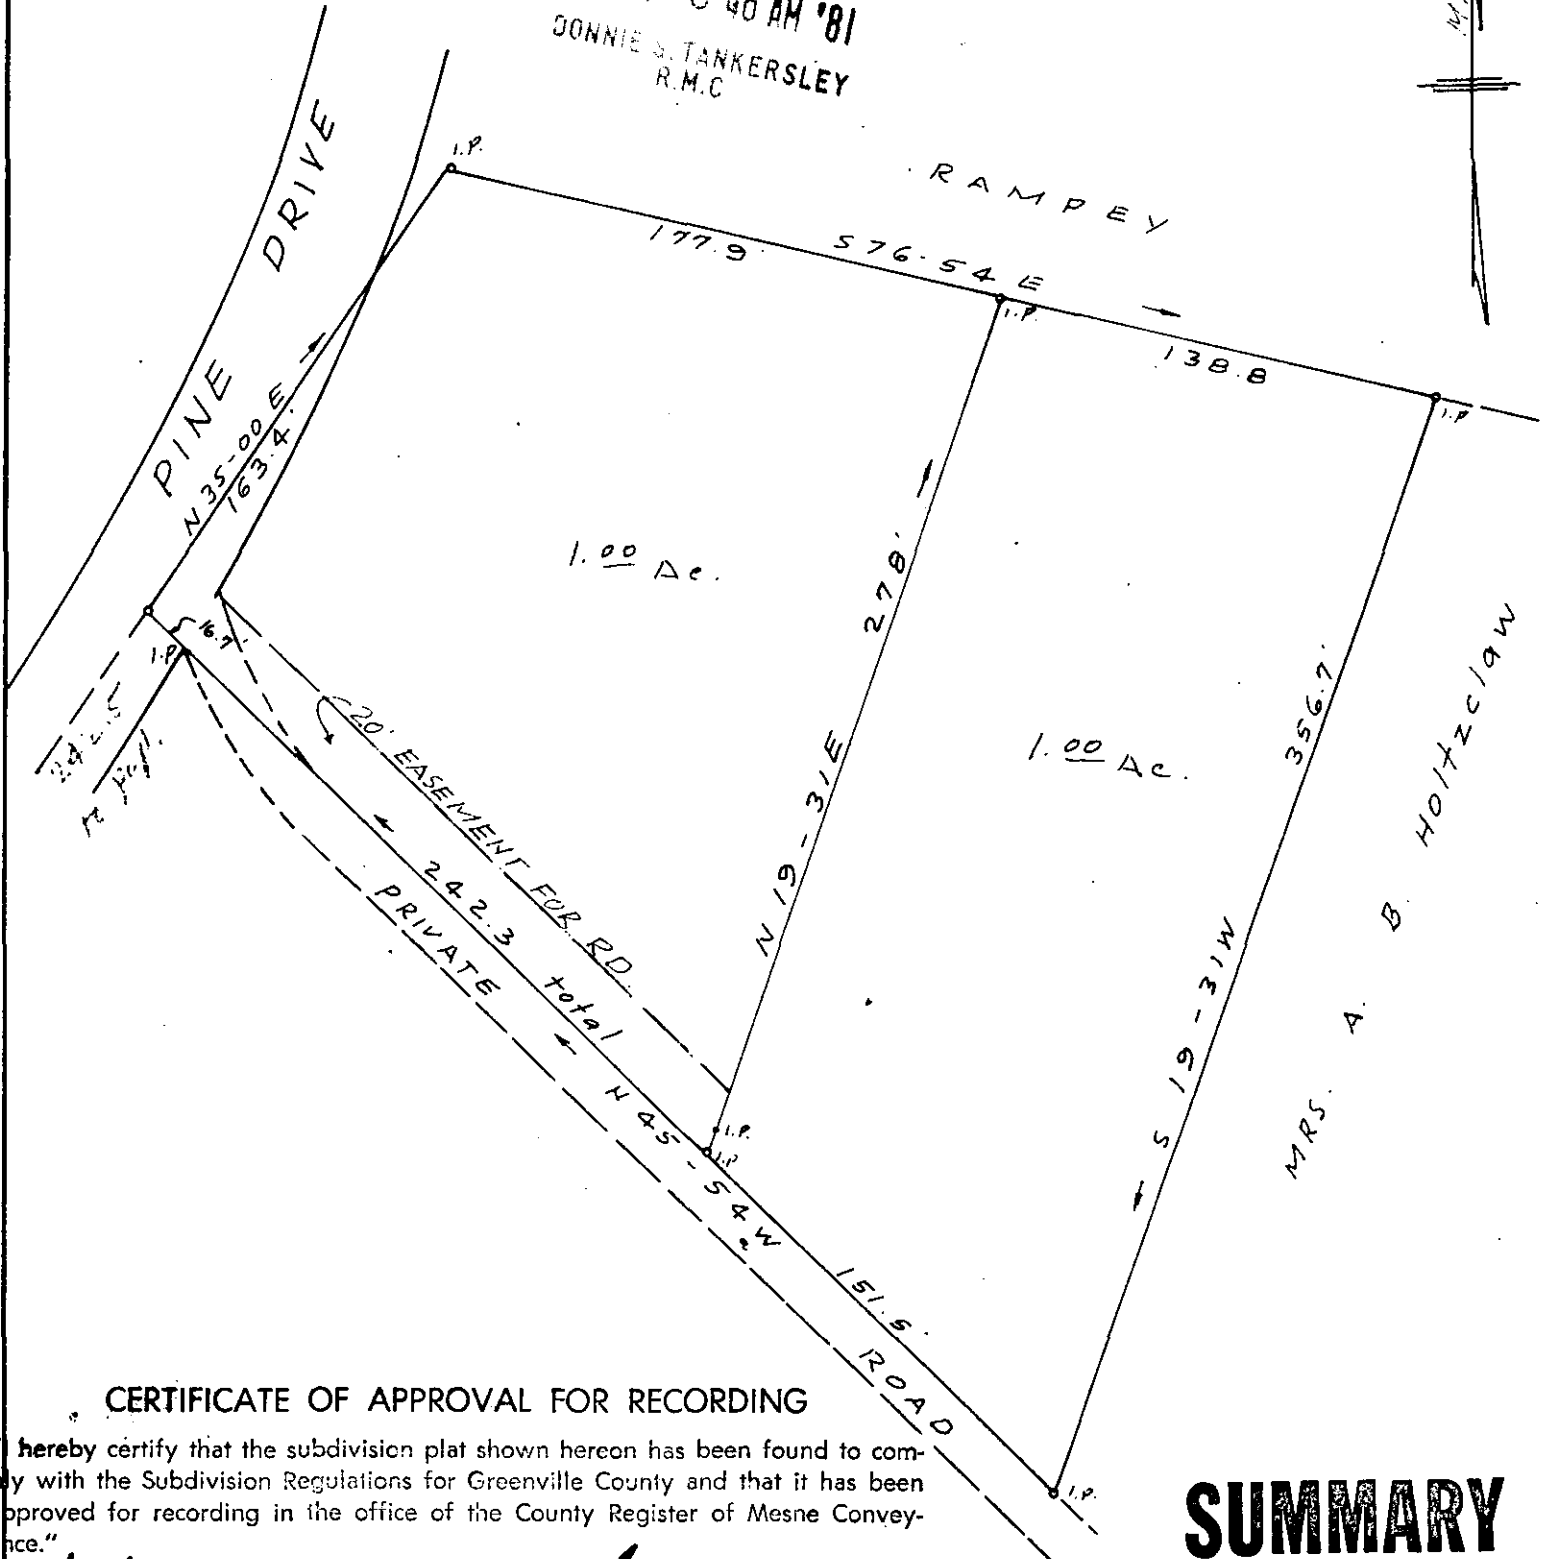 40 AM '81
DONNIE S. TANKERSLEY
R.M.C
I.P.
RAMPEY
177.9'
S 76-54 E
I.P.
138.8
I.P
PINE DRIVE
N 35-00 E
163.4'
16.7'
I.P.
242.5
1.00 Ac.
278'
N 19-31 E
1.00 Ac.
356.7'
S 19-31 W
MRS. A. B. Holtzclaw
20' EASEMENT FOR RD.
242.3 total
PRIVATE ROAD
I.P.
I.P
N 45-54 W
151.5'
I.P.
CERTIFICATE OF APPROVAL FOR RECORDING
hereby certify that the subdivision plat shown hereon has been found to com-
y with the Subdivision Regulations for Greenville County and that it has been
pproved for recording in the office of the County Register of Mesne Convey-
nce."
SUMMARY